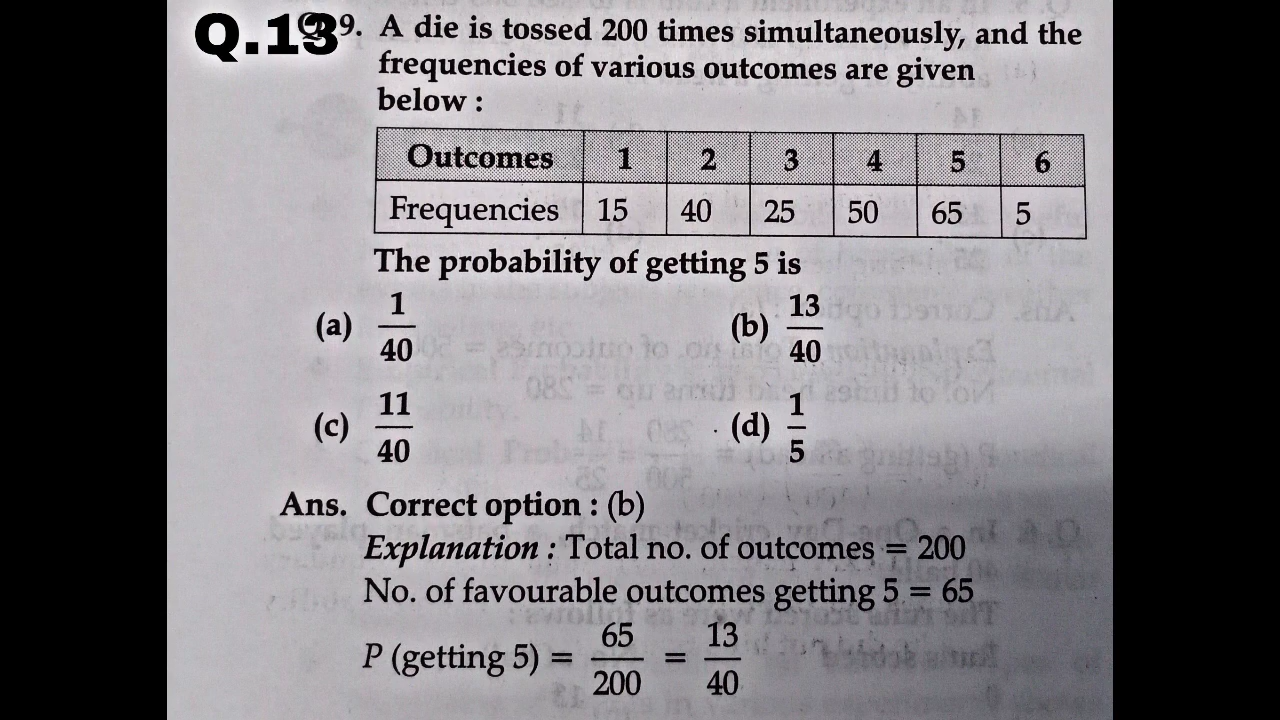 Q.13 9. A die is tossed 200 times simultaneously, and the
frequencies of various outcomes are given
below :
Outcomes 1 2 3 4 5 6
Frequencies 15 40 25 50 65 5
The probability of getting 5 is
(a) 1/40 (b) 13/40
(c) 11/40 (d) 1/5
Ans. Correct option : (b)
Explanation : Total no. of outcomes = 200
No. of favourable outcomes getting 5 = 65
P (getting 5) = 65/200 = 13/40